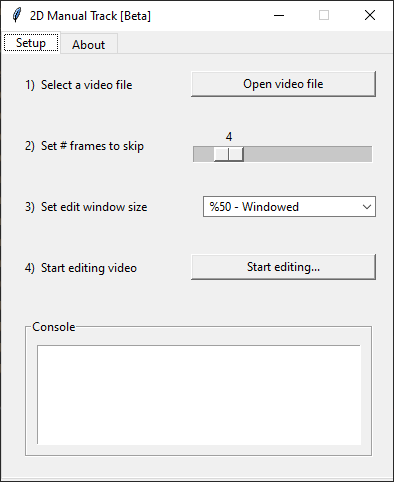 2D Manual Track [Beta]
Setup About
1) Select a video file Open video file
4
2) Set # frames to skip
3) Set edit window size %50 - Windowed
4) Start editing video Start editing...
Console